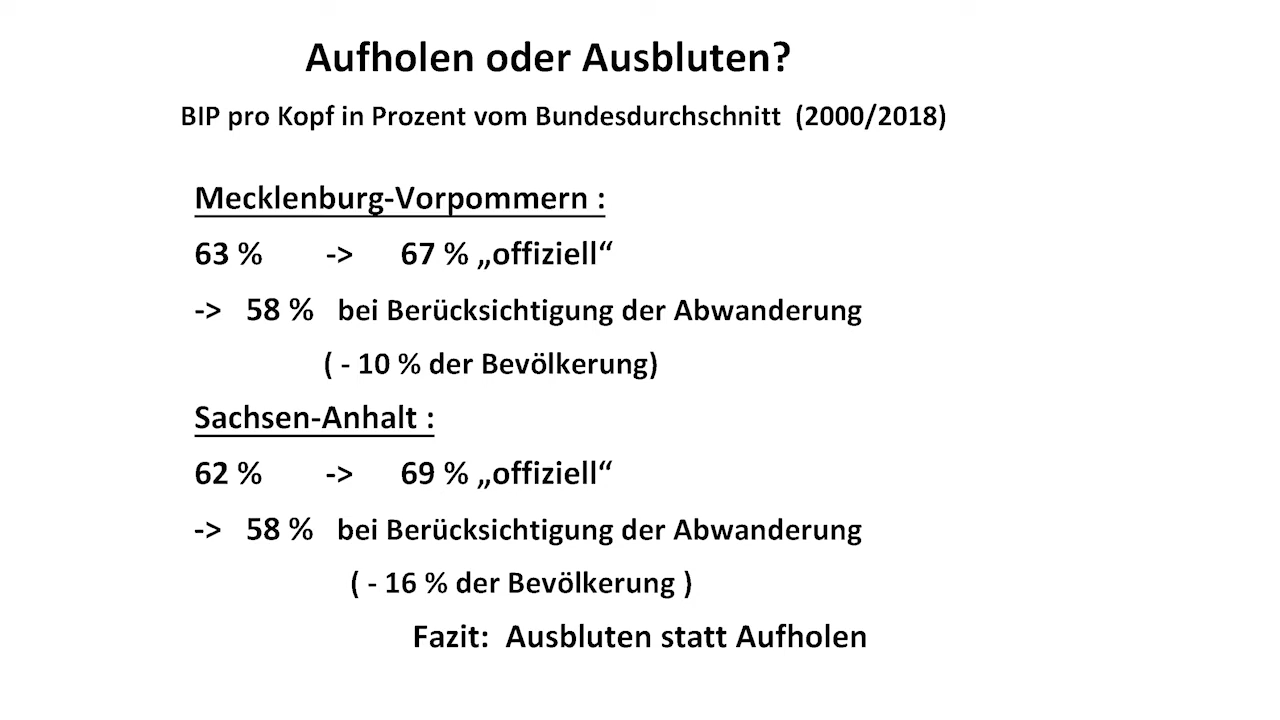 Aufholen oder Ausbluten?
BIP pro Kopf in Prozent vom Bundesdurchschnitt (2000/2018)
Mecklenburg-Vorpommern :
63 % -> 67 % „offiziell“
-> 58 % bei Berücksichtigung der Abwanderung
( - 10 % der Bevölkerung)
Sachsen-Anhalt :
62 % -> 69 % „offiziell“
-> 58 % bei Berücksichtigung der Abwanderung
( - 16 % der Bevölkerung )
Fazit: Ausbluten statt Aufholen